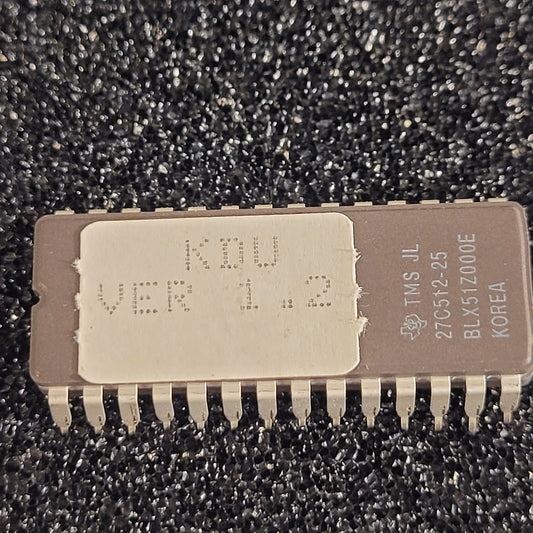 KDU
VER 1.2
TMS JL
27C512-25
BLX51Z000E
KOREA